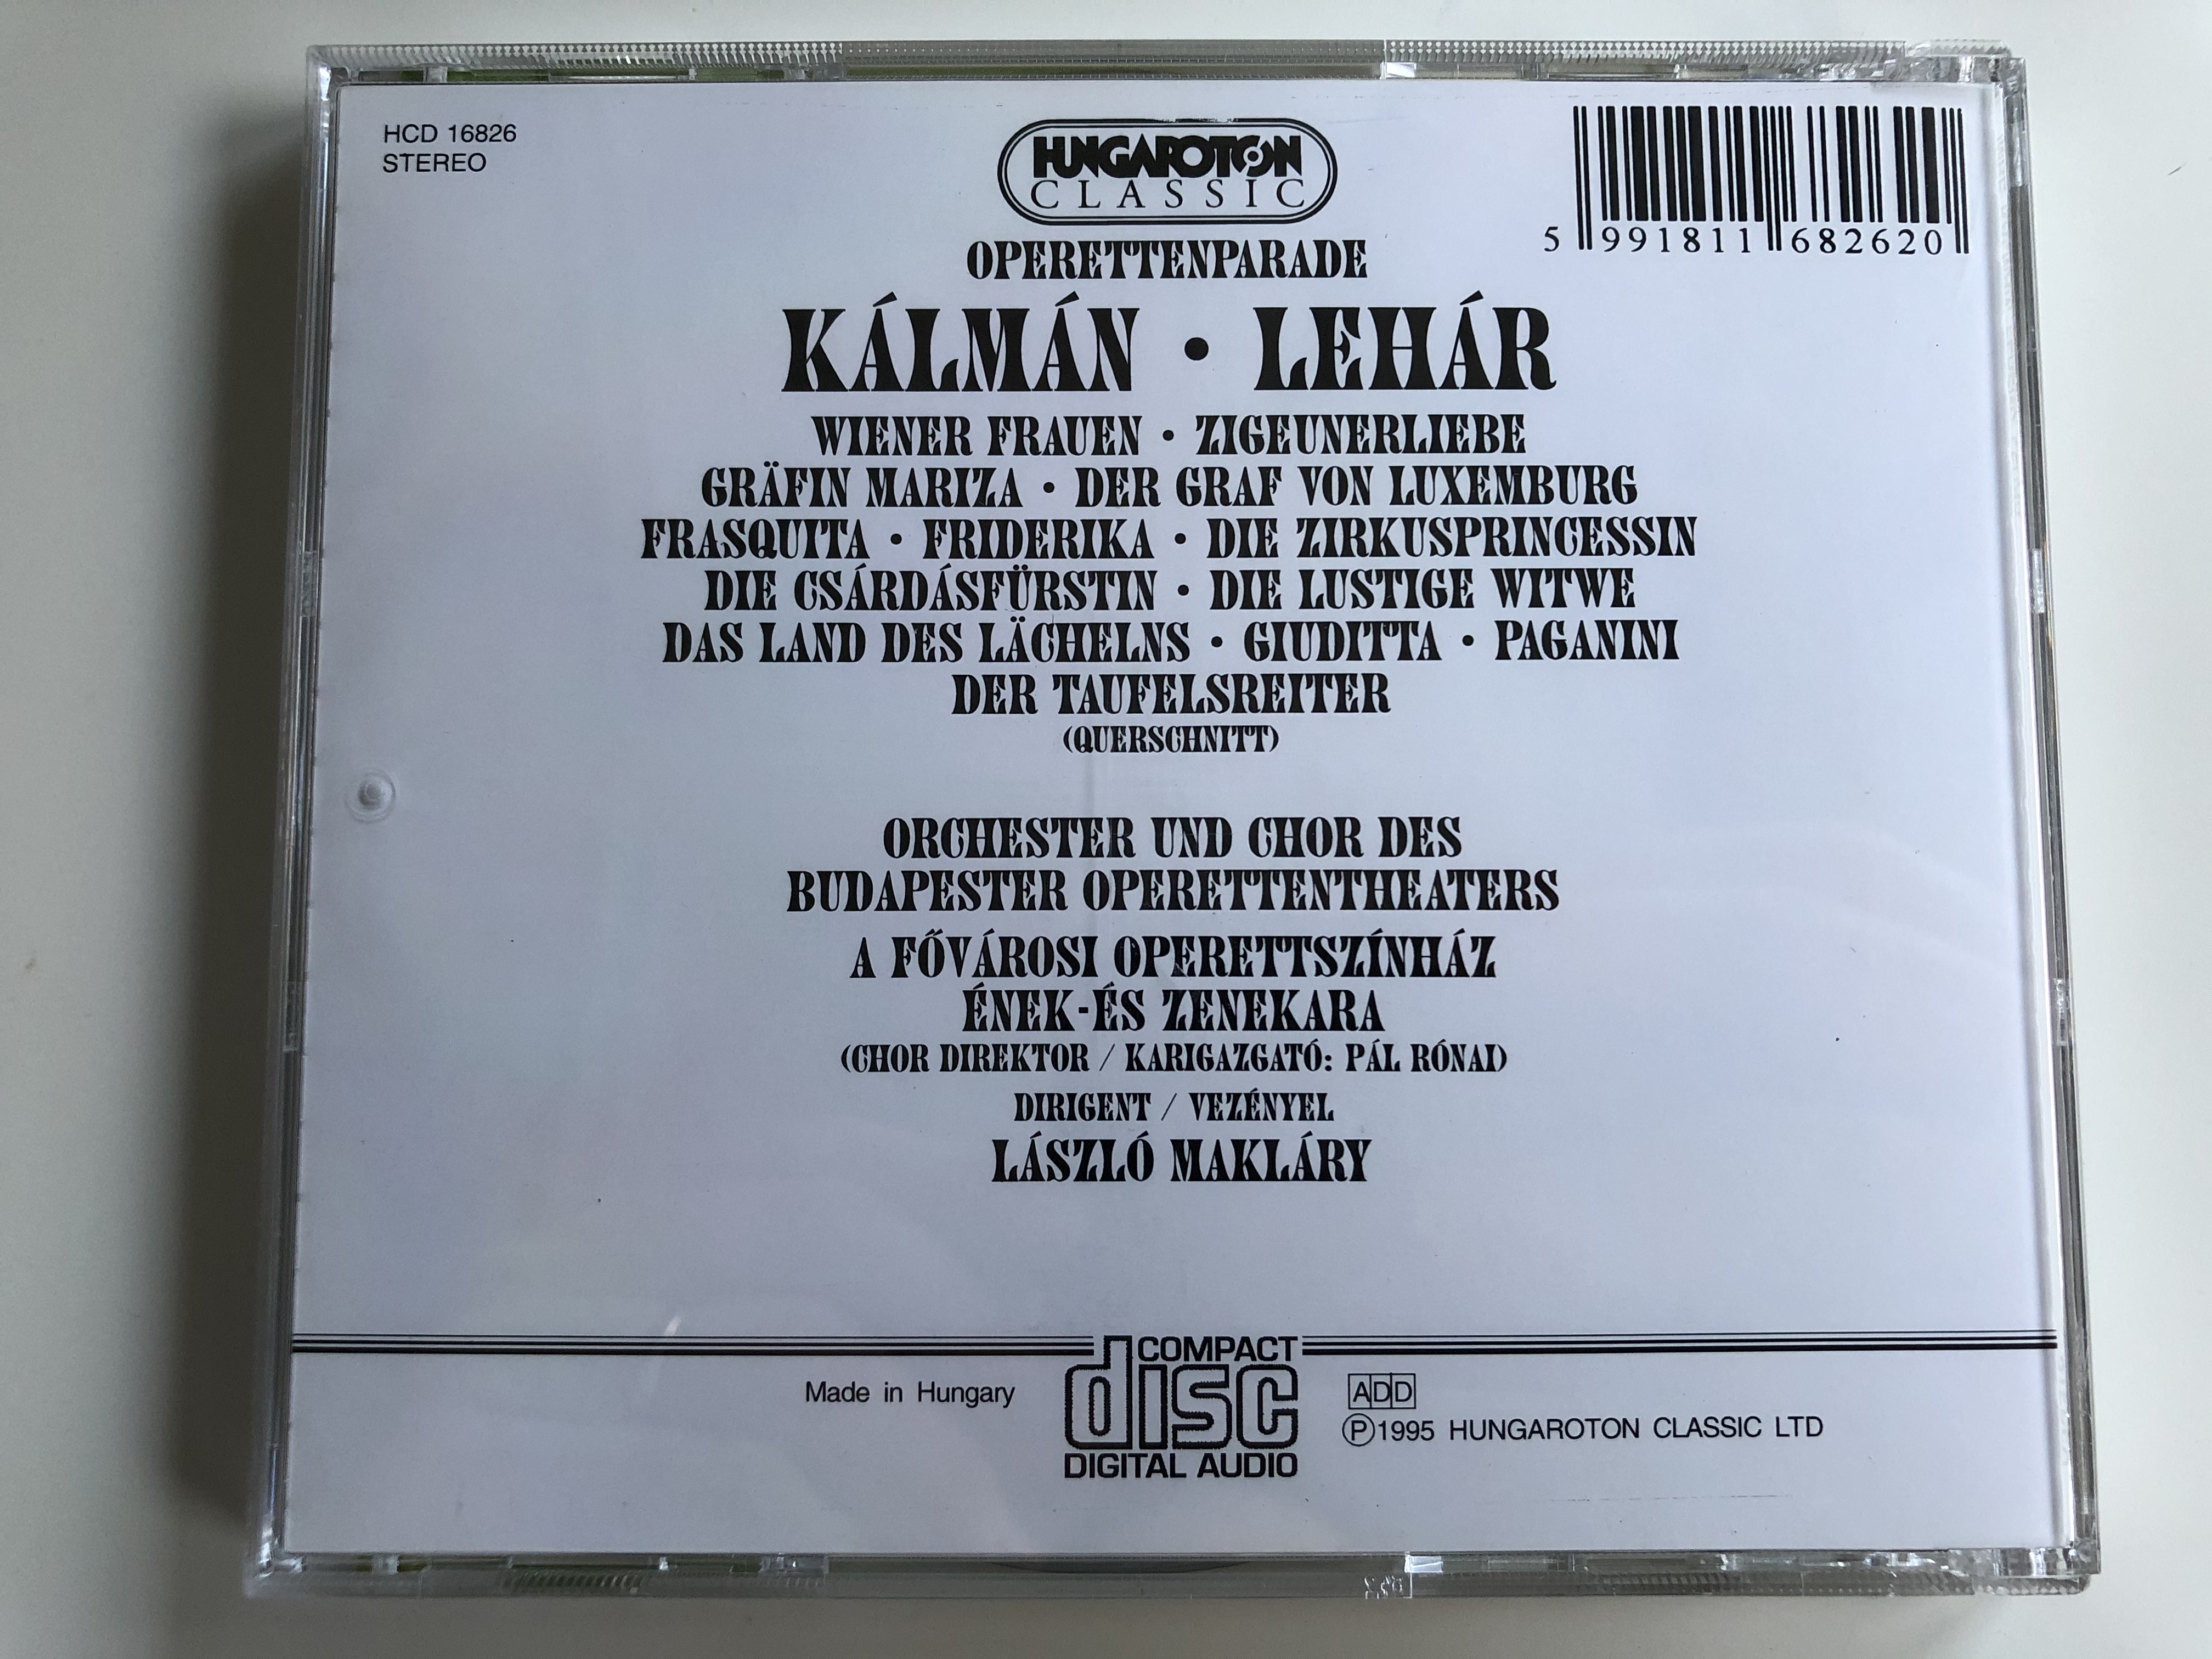 HCD 16826
STEREO
HUNGAROTON
CLASSIC
5 991811 682620
OPERETTENPARADE
KÁLMÁN • LEHÁR
WIENER FRAUEN • ZIGEUNERLIEBE
GRÄFIN MARIZA • DER GRAF VON LUXEMBURG
FRASQUITA • FRIDERIKA • DIE ZIRKUSPRINCESSIN
DIE CSÁRDÁSFÜRSTIN • DIE LUSTIGE WITWE
DAS LAND DES LÄCHELNS • GIUDITTA • PAGANINI
DER TAUFELSREITER
(QUERSCHNITT)
ORCHESTER UND CHOR DES
BUDAPESTER OPERETTENTHEATERS
A FŐVÁROSI OPERETTSZÍNHÁZ
ÉNEK-ÉS ZENEKARA
(CHOR DIREKTOR / KARIGAZGATÓ: PÁL RÓNAI)
DIRIGENT / VEZÉNYEL
LÁSZLÓ MAKLÁRY
Made in Hungary
COMPACT
disc
DIGITAL AUDIO
ADD
Ⓟ1995 HUNGAROTON CLASSIC LTD